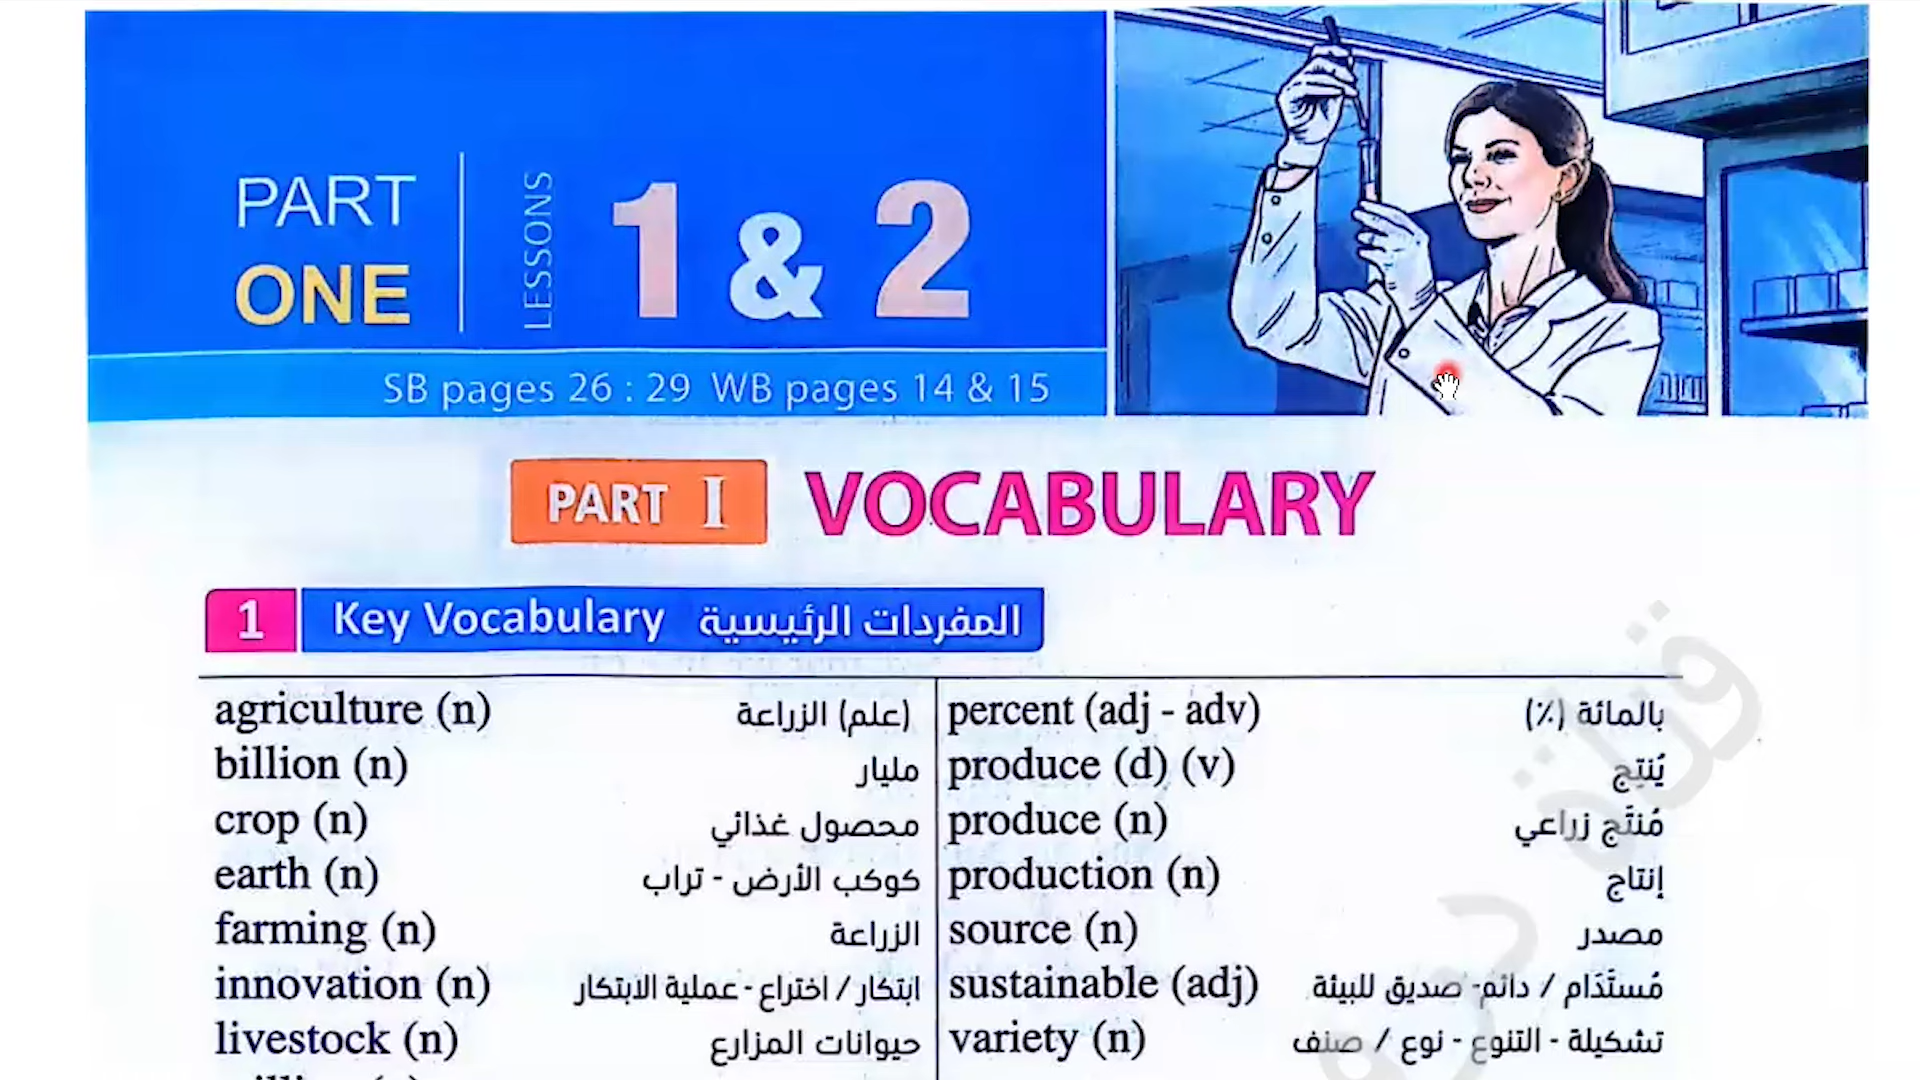 PART
ONE
LESSONS
1 & 2
SB pages 26 : 29 WB pages 14 & 15
PART I VOCABULARY
1 Key Vocabulary المفردات الرئيسية
agriculture (n) (علم) الزراعة
billion (n) مليار
crop (n) محصول غذائي
earth (n) كوكب الأرض - تراب
farming (n) الزراعة
innovation (n) ابتكار / اختراع - عملية الابتكار
livestock (n) حيوانات المزارع
percent (adj - adv) بالمائة (٪)
produce (d) (v) يُنتِج
produce (n) مُنتَج زراعي
production (n) إنتاج
source (n) مصدر
sustainable (adj) مُستَدَام / دائم- صديق للبيئة
variety (n) تشكيلة - التنوع - نوع / صنف
قناة